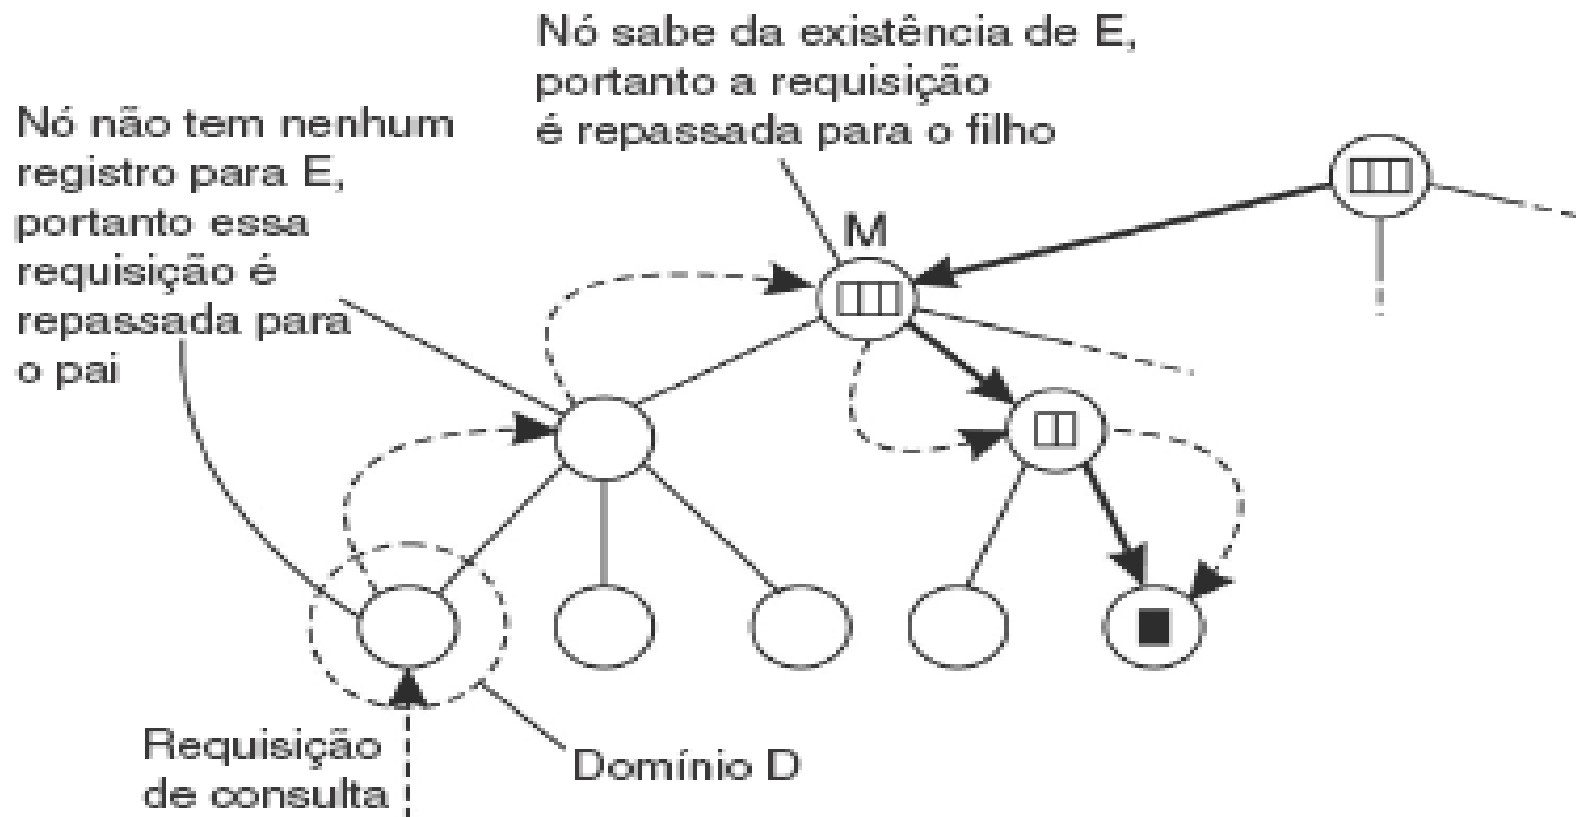 Nó sabe da existência de E,
portanto a requisição
é repassada para o filho
Nó não tem nenhum
registro para E,
portanto essa
requisição é
repassada para
o pai
M
Requisição
de consulta
Domínio D